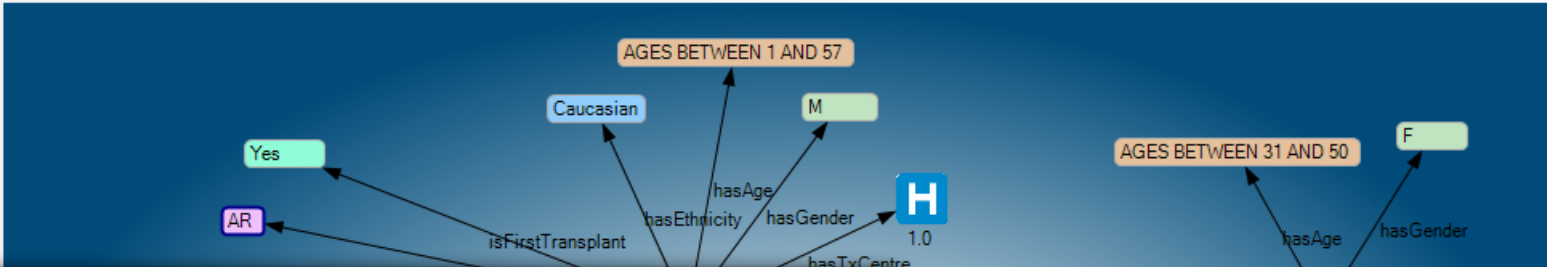 AGES BETWEEN 1 AND 57
Caucasian
M
F
Yes
AGES BETWEEN 31 AND 50
hasAge
H
AR
hasEthnicity
hasGender
hasGender
isFirstTransplant
1.0
hasAge
hasTxCentre